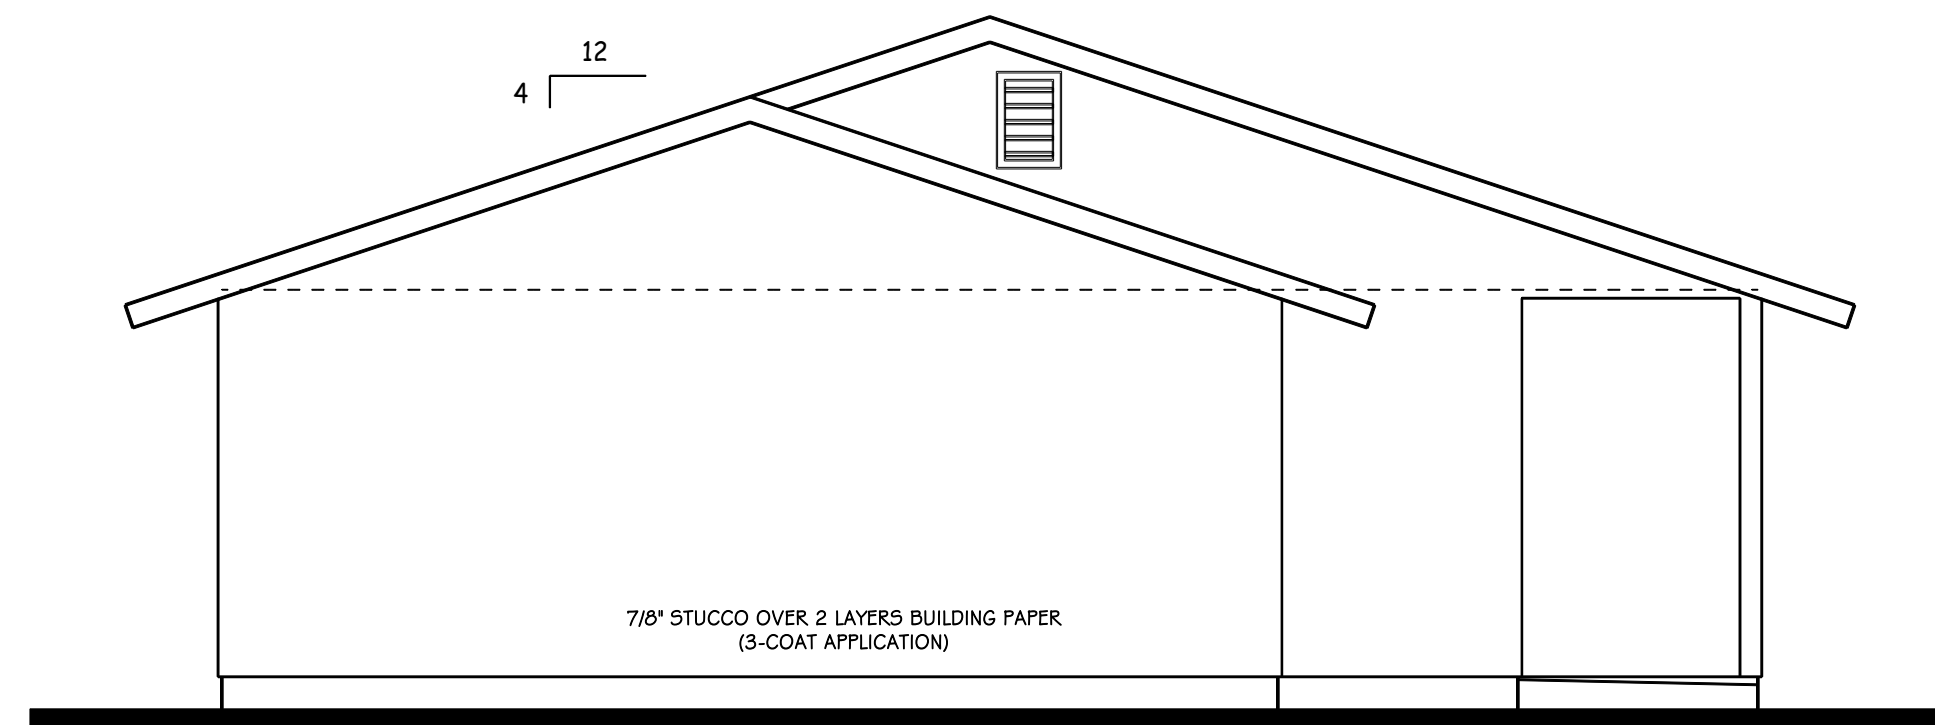 12
4
7/8" STUCCO OVER 2 LAYERS BUILDING PAPER
(3-COAT APPLICATION)